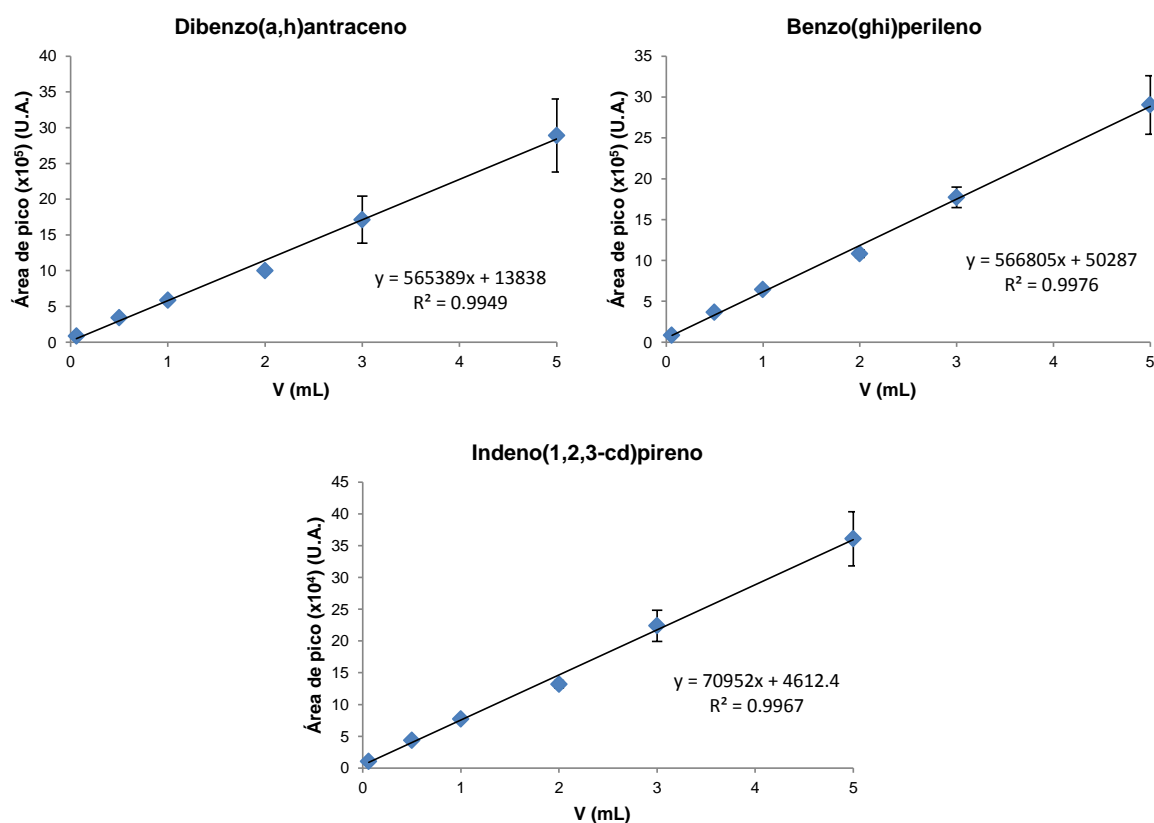 Dibenzo(a,h)antraceno
Área de pico (x10⁵) (U.A.)
40
35
30
25
20
15
10
5
0
y = 565389x + 13838
R² = 0.9949
0 1 2 3 4 5
V (mL)
Benzo(ghi)perileno
Área de pico (x10⁵) (U.A.)
35
30
25
20
15
10
5
0
y = 566805x + 50287
R² = 0.9976
0 1 2 3 4 5
V (mL)
Indeno(1,2,3-cd)pireno
Área de pico (x10⁴) (U.A.)
45
40
35
30
25
20
15
10
5
0
y = 70952x + 4612.4
R² = 0.9967
0 1 2 3 4 5
V (mL)